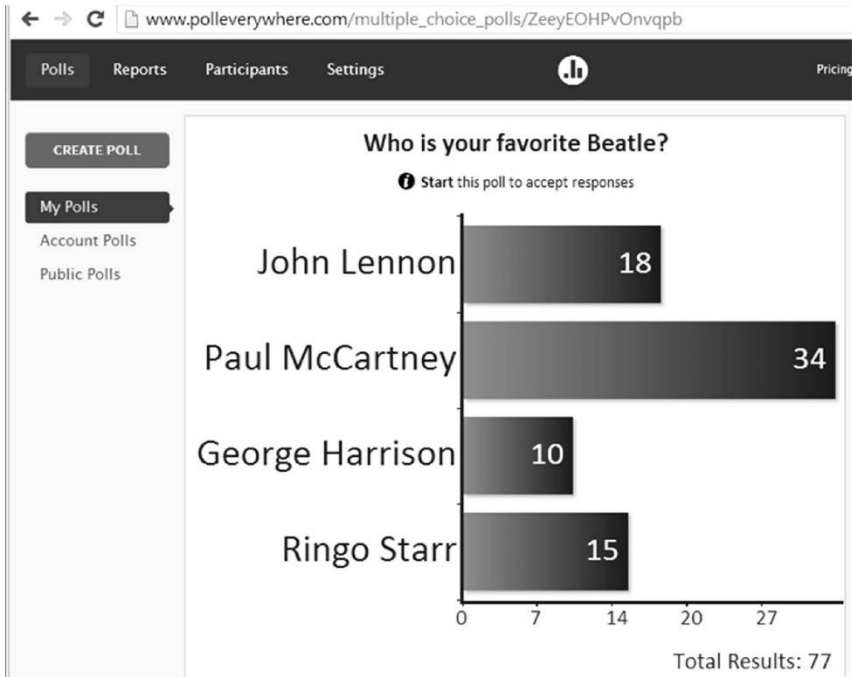 www.polleverywhere.com/multiple_choice_polls/ZeeyEOHPvOnvqpb
Polls Reports Participants Settings Pricing
CREATE POLL
My Polls
Account Polls
Public Polls
Who is your favorite Beatle?
Start this poll to accept responses
John Lennon 18
Paul McCartney 34
George Harrison 10
Ringo Starr 15
0 7 14 20 27
Total Results: 77